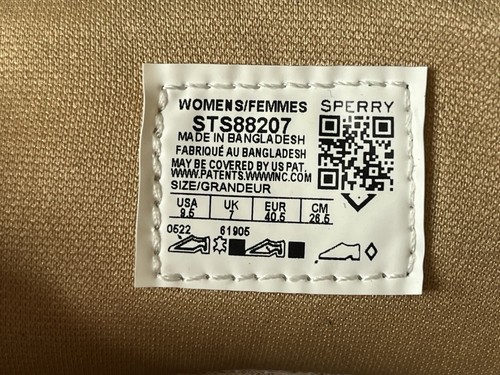 WOMENS/FEMMES SPERRY
STS88207
MADE IN BANGLADESH
FABRIQUÉ AU BANGLADESH
MAY BE COVERED BY US PAT.
WWW.PATENTS.WWWINC.COM
SIZE/GRANDEUR
USA UK EUR CM
9.5 7 40.5 26.5
0522 61905